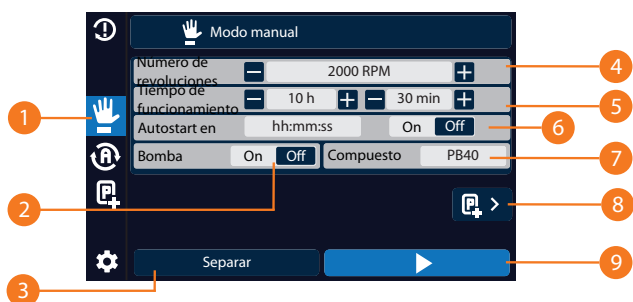 Modo manual
Número de revoluciones
2000 RPM
4
Tiempo de funcionamiento
10 h
30 min
5
1
Autostart en
hh:mm:ss
On
Off
6
Bomba
On
Off
Compuesto
PB40
7
2
8
Separar
9
3